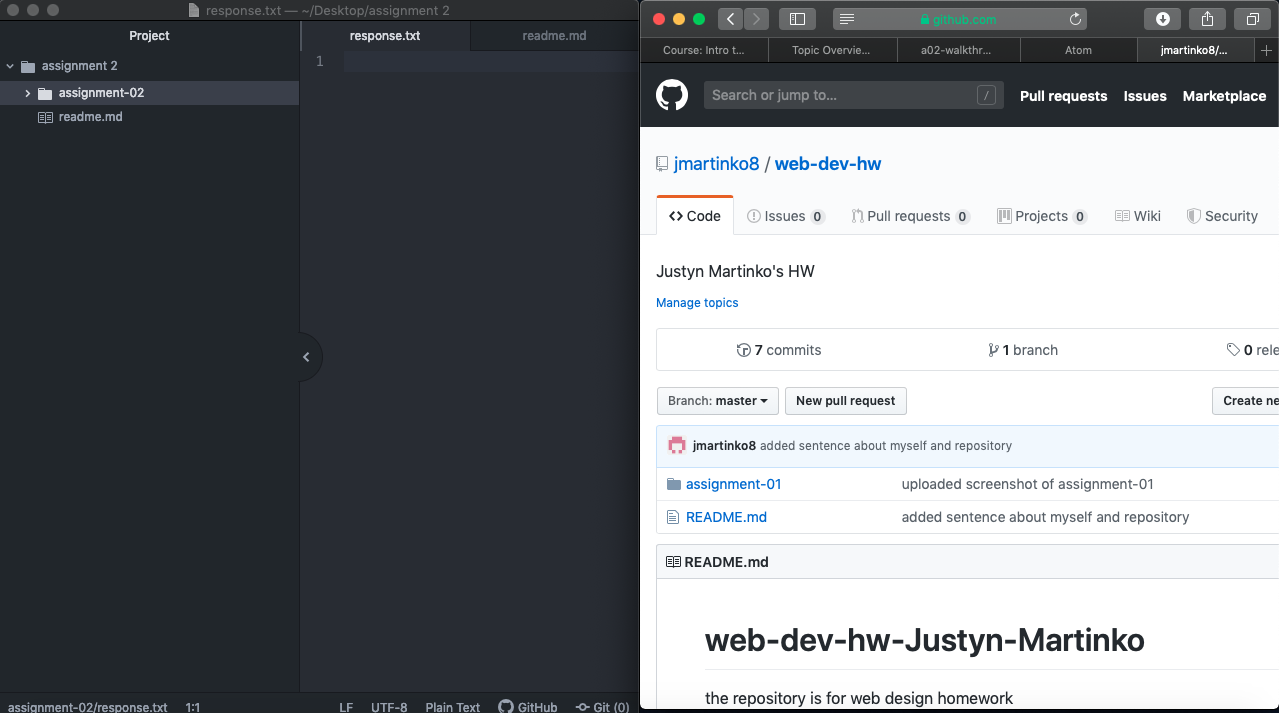 response.txt — ~/Desktop/assignment 2
Project
response.txt
readme.md
assignment 2
assignment-02
readme.md
1
assignment-02/response.txt 1:1 LF UTF-8 Plain Text GitHub Git (0)
github.com
Course: Intro t... Topic Overvie... a02-walkthr... Atom jmartinko8/...
Search or jump to... / Pull requests Issues Marketplace
jmartinko8 / web-dev-hw
Code Issues 0 Pull requests 0 Projects 0 Wiki Security
Justyn Martinko's HW
Manage topics
7 commits 1 branch 0 rele
Branch: master New pull request Create ne
jmartinko8 added sentence about myself and repository
assignment-01 uploaded screenshot of assignment-01
README.md added sentence about myself and repository
README.md
web-dev-hw-Justyn-Martinko
the repository is for web design homework